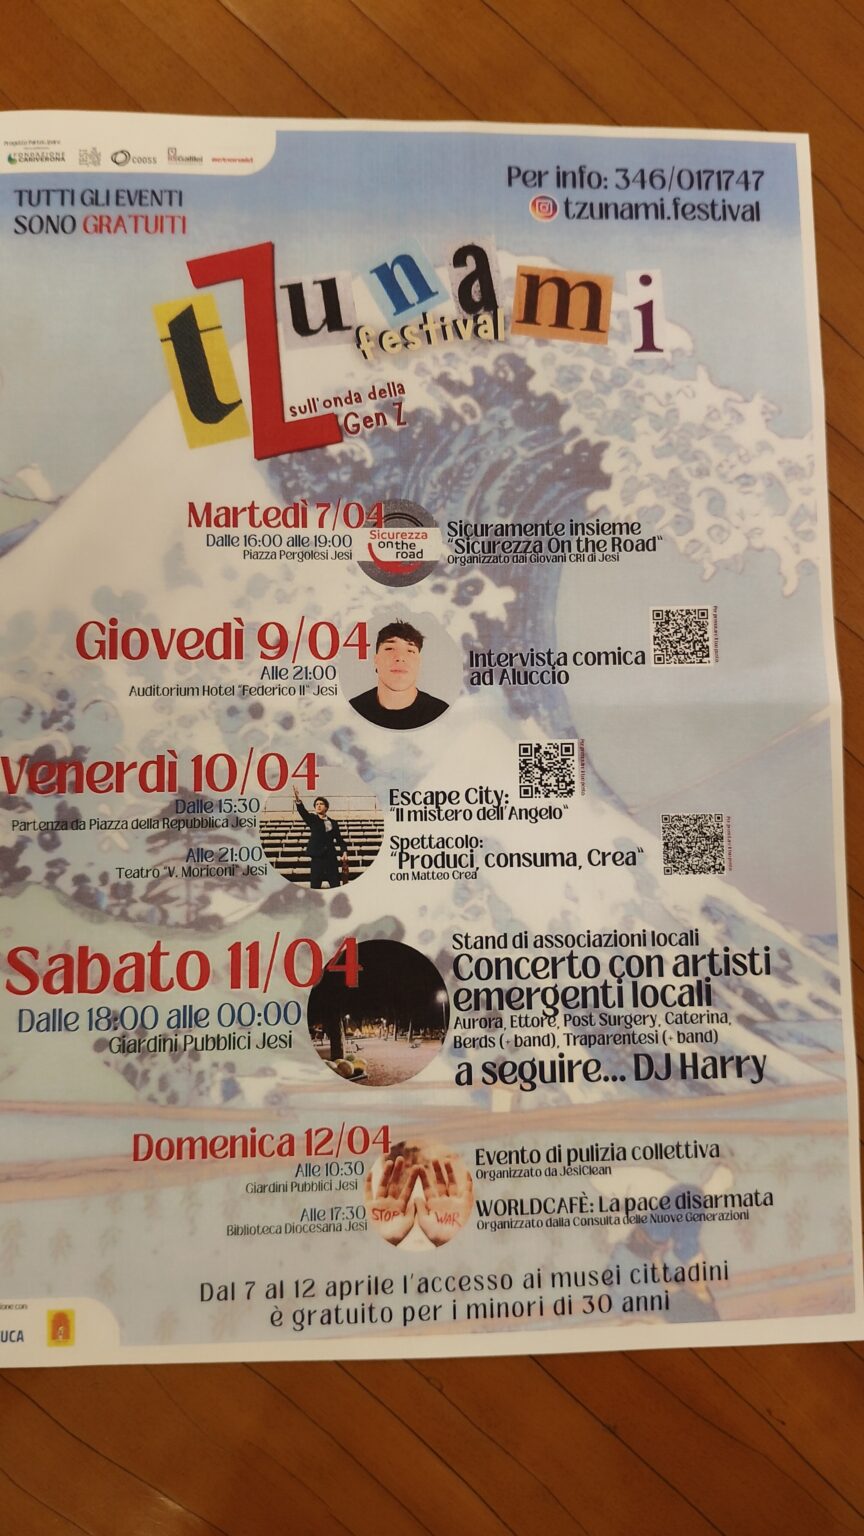 FONDAZIONE
CARIVERONA
COOSS
Galilei
TUTTI GLI EVENTI
SONO GRATUITI
Per info: 346/0171747
tzunami.festival
tZunami
festival
sull'onda della
Gen Z
Martedì 7/04
Dalle 16:00 alle 19:00
Piazza Pergolesi Jesi
Sicurezza
on the
road
Sicuramente insieme
"Sicurezza On the Road"
Organizzato dai Giovani CRI di Jesi
Giovedì 9/04
Alle 21:00
Auditorium Hotel "Federico II" Jesi
Intervista comica
ad Aluccio
Venerdì 10/04
Dalle 15:30
Partenza da Piazza della Repubblica Jesi
Escape City:
"Il mistero dell'Angelo"
Alle 21:00
Teatro "V. Moriconi" Jesi
Spettacolo:
"Produci, consuma, Crea"
con Matteo Crea
Sabato 11/04
Dalle 18:00 alle 00:00
Giardini Pubblici Jesi
Stand di associazioni locali
Concerto con artisti
emergenti locali
Aurora, Ettore, Post Surgery, Caterina,
Berds (+ band), Traparentesi (+ band)
a seguire... DJ Harry
Domenica 12/04
Alle 10:30
Giardini Pubblici Jesi
Evento di pulizia collettiva
Organizzato da JesiClean
Alle 17:30
Biblioteca Diocesana Jesi
STOP WAR
WORLDCAFÈ: La pace disarmata
Organizzato dalla Consulta delle Nuove Generazioni
Dal 7 al 12 aprile l'accesso ai musei cittadini
è gratuito per i minori di 30 anni
UCA